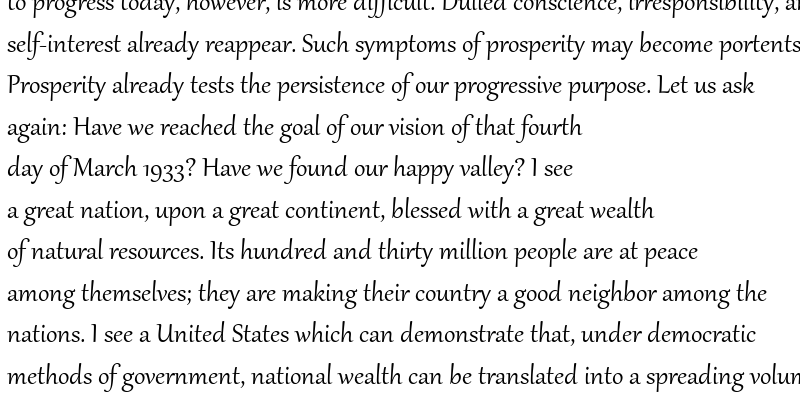 to progress today, however, is more difficult. Dulled conscience, irresponsibility,
self-interest already reappear. Such symptoms of prosperity may become portents
Prosperity already tests the persistence of our progressive purpose. Let us ask
again: Have we reached the goal of our vision of that fourth
day of March 1933? Have we found our happy valley? I see
a great nation, upon a great continent, blessed with a great wealth
of natural resources. Its hundred and thirty million people are at peace
among themselves; they are making their country a good neighbor among the
nations. I see a United States which can demonstrate that, under democratic
methods of government, national wealth can be translated into a spreading